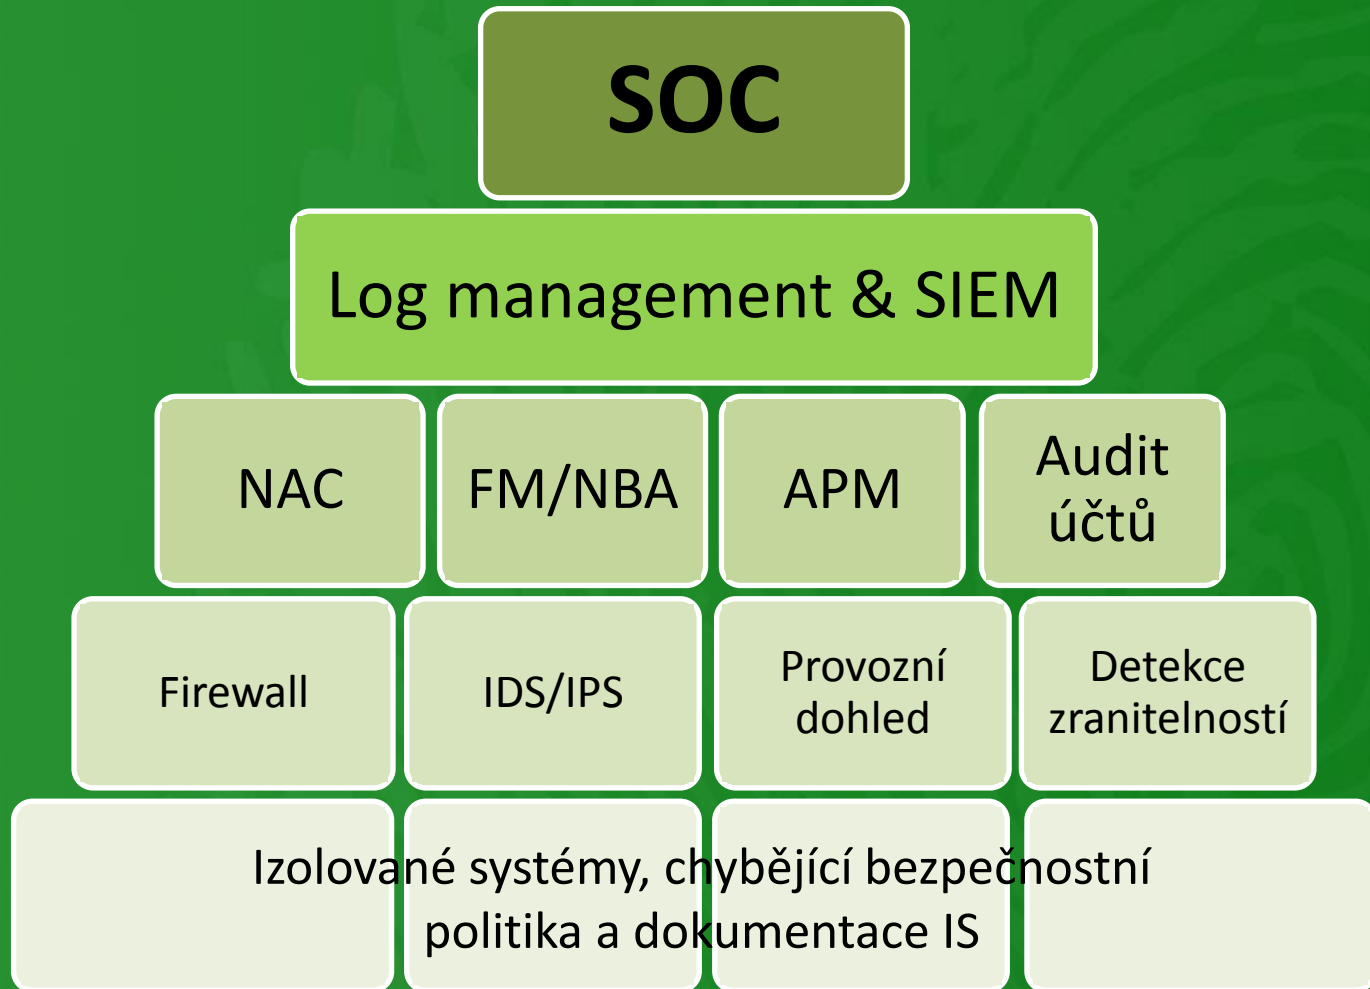 SOC
Log management & SIEM
NAC
FM/NBA
APM
Audit
účtů
Firewall
IDS/IPS
Provozní
dohled
Detekce
zranitelností
Izolované systémy, chybějící bezpečnostní
politika a dokumentace IS